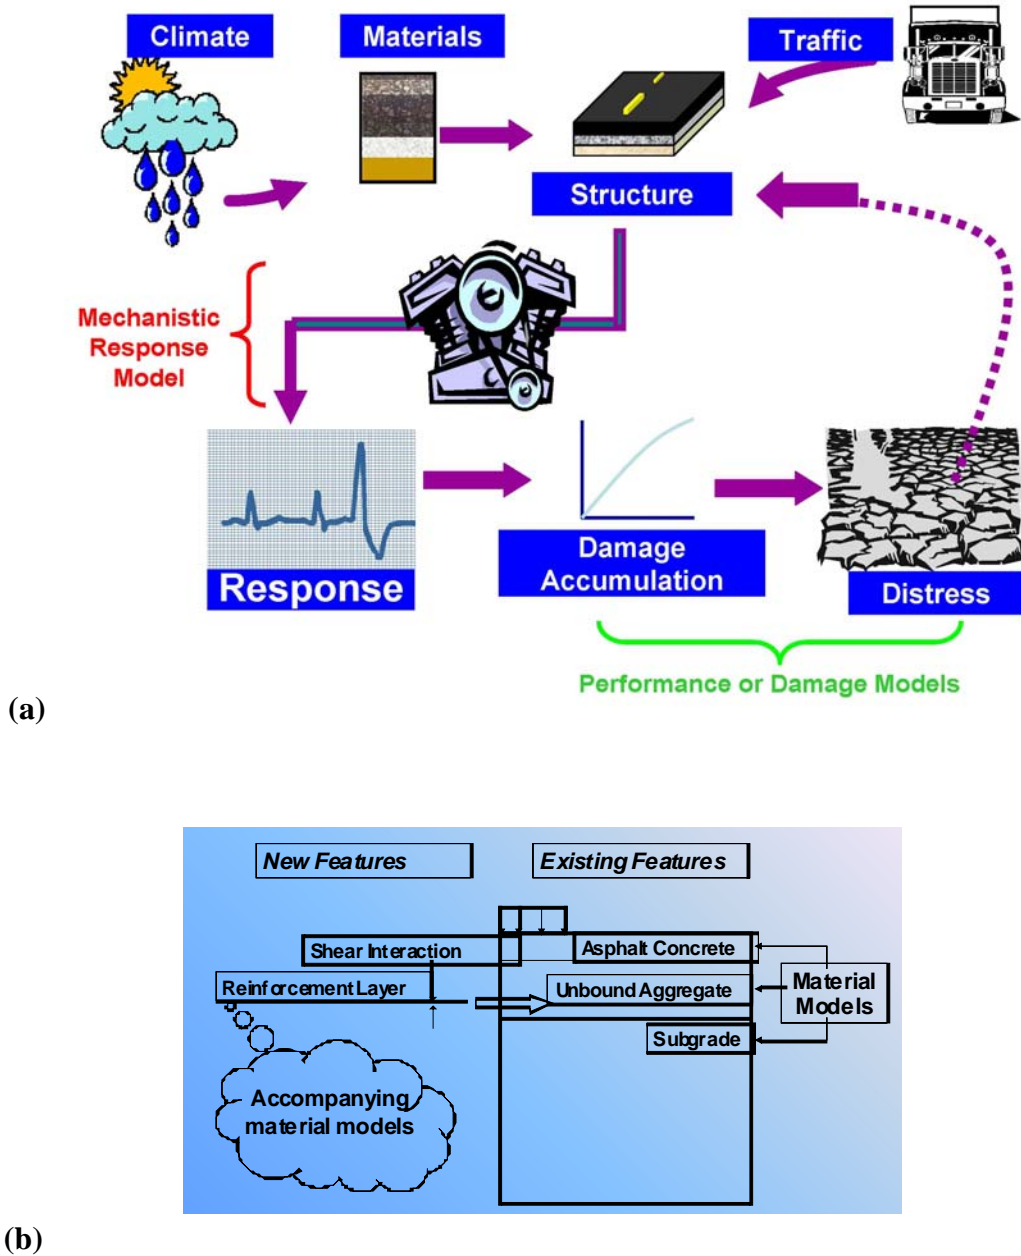 Climate
Materials
Traffic
Structure
Mechanistic
Response
Model
Response
Damage
Accumulation
Distress
Performance or Damage Models
(a)
New Features
Existing Features
Shear Interaction
Asphalt Concrete
Reinforcement Layer
Unbound Aggregate
Material
Models
Subgrade
Accompanying
material models
(b)